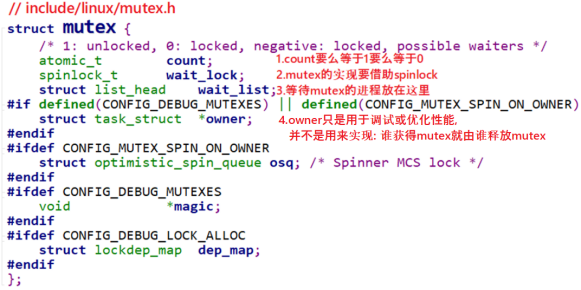 // include/linux/mutex.h
struct mutex {
/* 1: unlocked, 0: locked, negative: locked, possible waiters */
atomic_t count; 1.count要么等于1要么等于0
spinlock_t wait_lock; 2.mutex的实现要借助spinlock
struct list_head wait_list; 3.等待mutex的进程放在这里
#if defined(CONFIG_DEBUG_MUTEXES) || defined(CONFIG_MUTEX_SPIN_ON_OWNER)
struct task_struct *owner; 4.owner只是用于调试或优化性能,
#endif 并不是用来实现: 谁获得mutex就由谁释放mutex
#ifdef CONFIG_MUTEX_SPIN_ON_OWNER
struct optimistic_spin_queue osq; /* Spinner MCS lock */
#endif
#ifdef CONFIG_DEBUG_MUTEXES
void *magic;
#endif
#ifdef CONFIG_DEBUG_LOCK_ALLOC
struct lockdep_map dep_map;
#endif
};